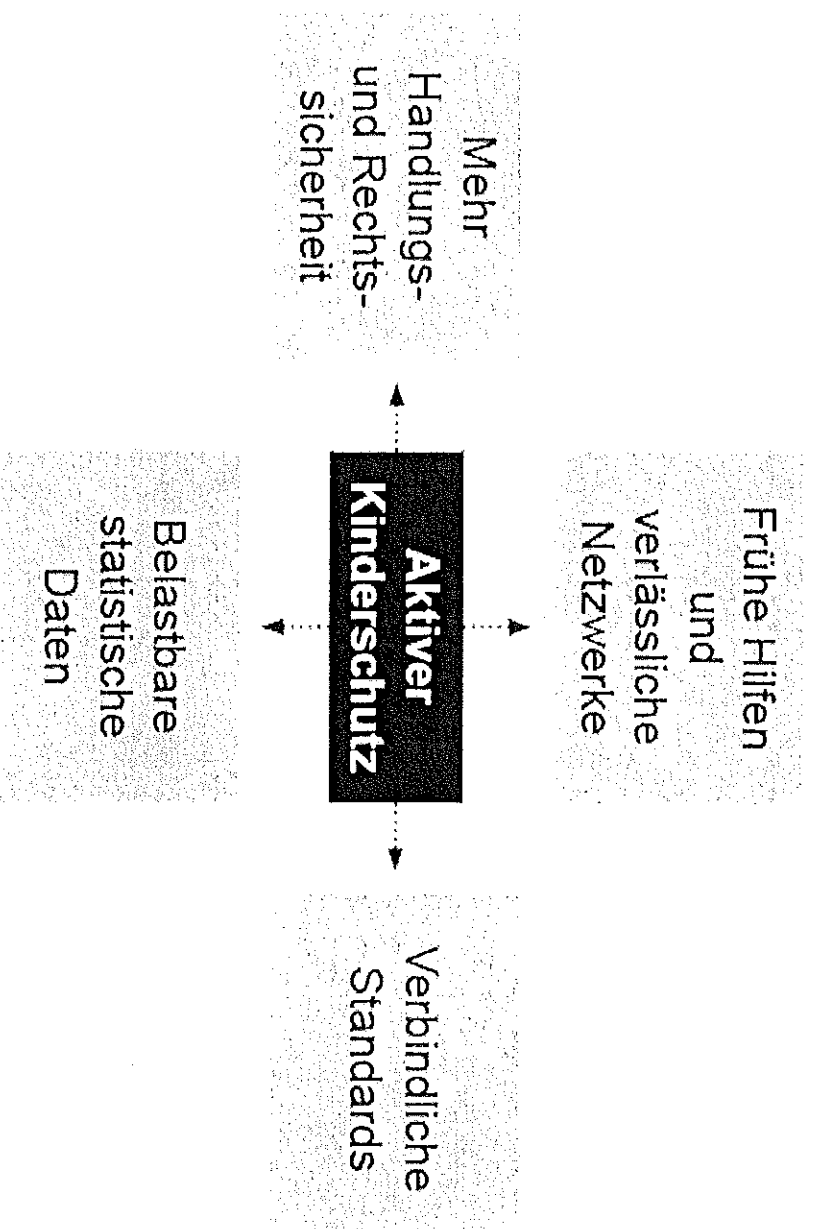 Frühe Hilfen
und
verlässliche
Netzwerke
Mehr
Handlungs-
und Rechts-
sicherheit
Aktiver
Kinderschutz
Verbindliche
Standards
Belastbare
statistische
Daten